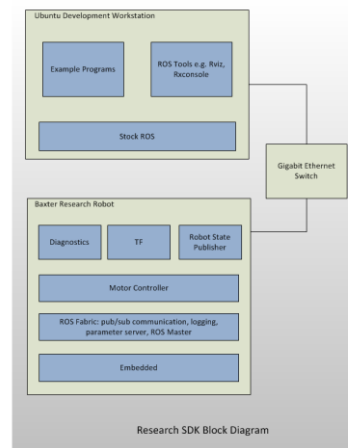 Ubuntu Development Workstation
Example Programs
ROS Tools e.g. Rviz,
Rxconsole
Stock ROS
Gigabit Ethernet
Switch
Baxter Research Robot
Diagnostics
TF
Robot State
Publisher
Motor Controller
ROS Fabric: pub/sub communication, logging,
parameter server, ROS Master
Embedded
Research SDK Block Diagram